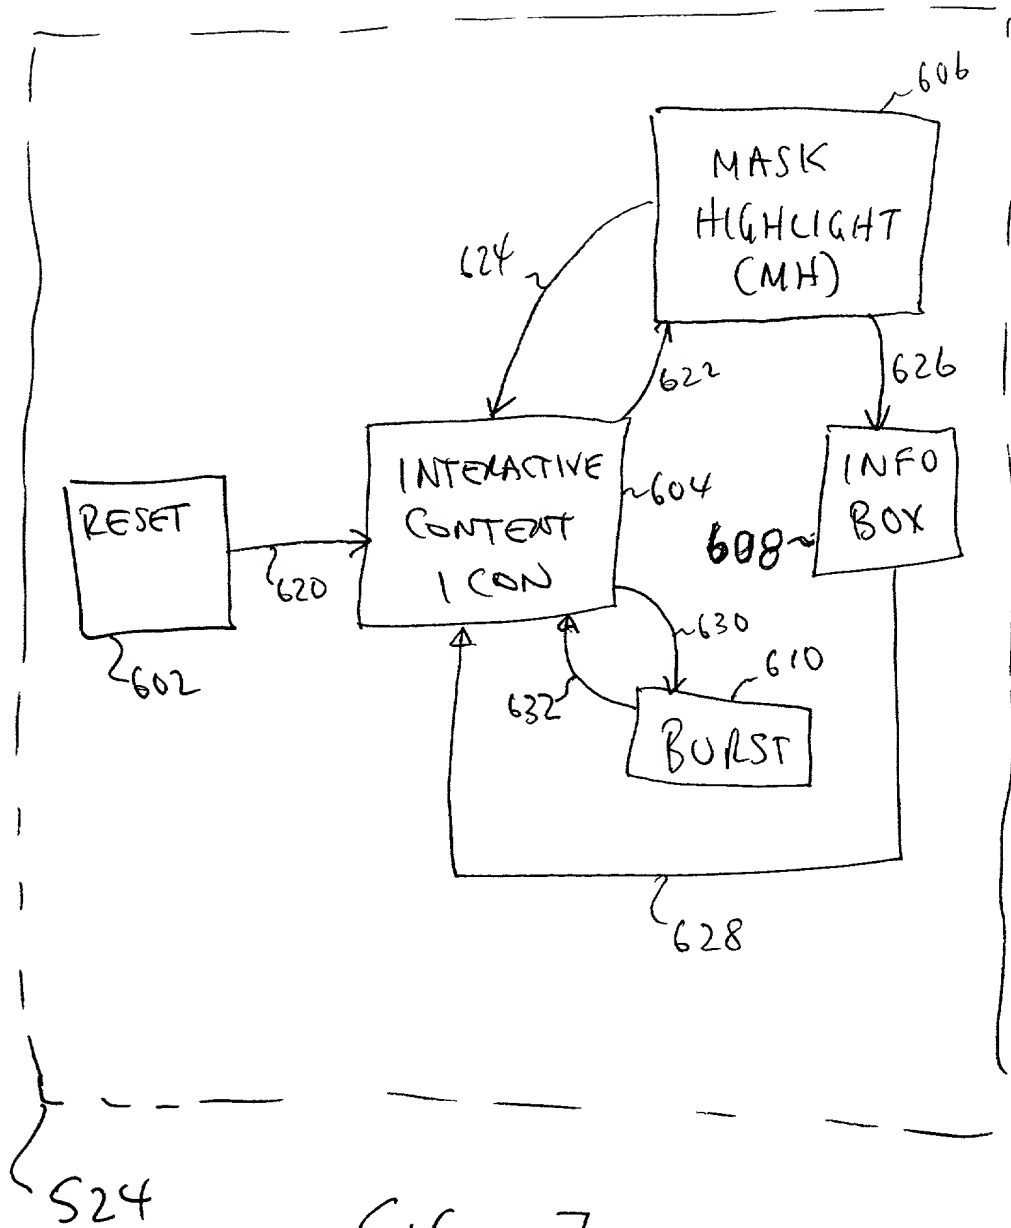 606
MASK
HIGHLIGHT
(MH)
624
622
626
INTERACTIVE
CONTENT
ICON
604
INFO
BOX
608
RESET
620
602
630
610
632
BURST
628
524